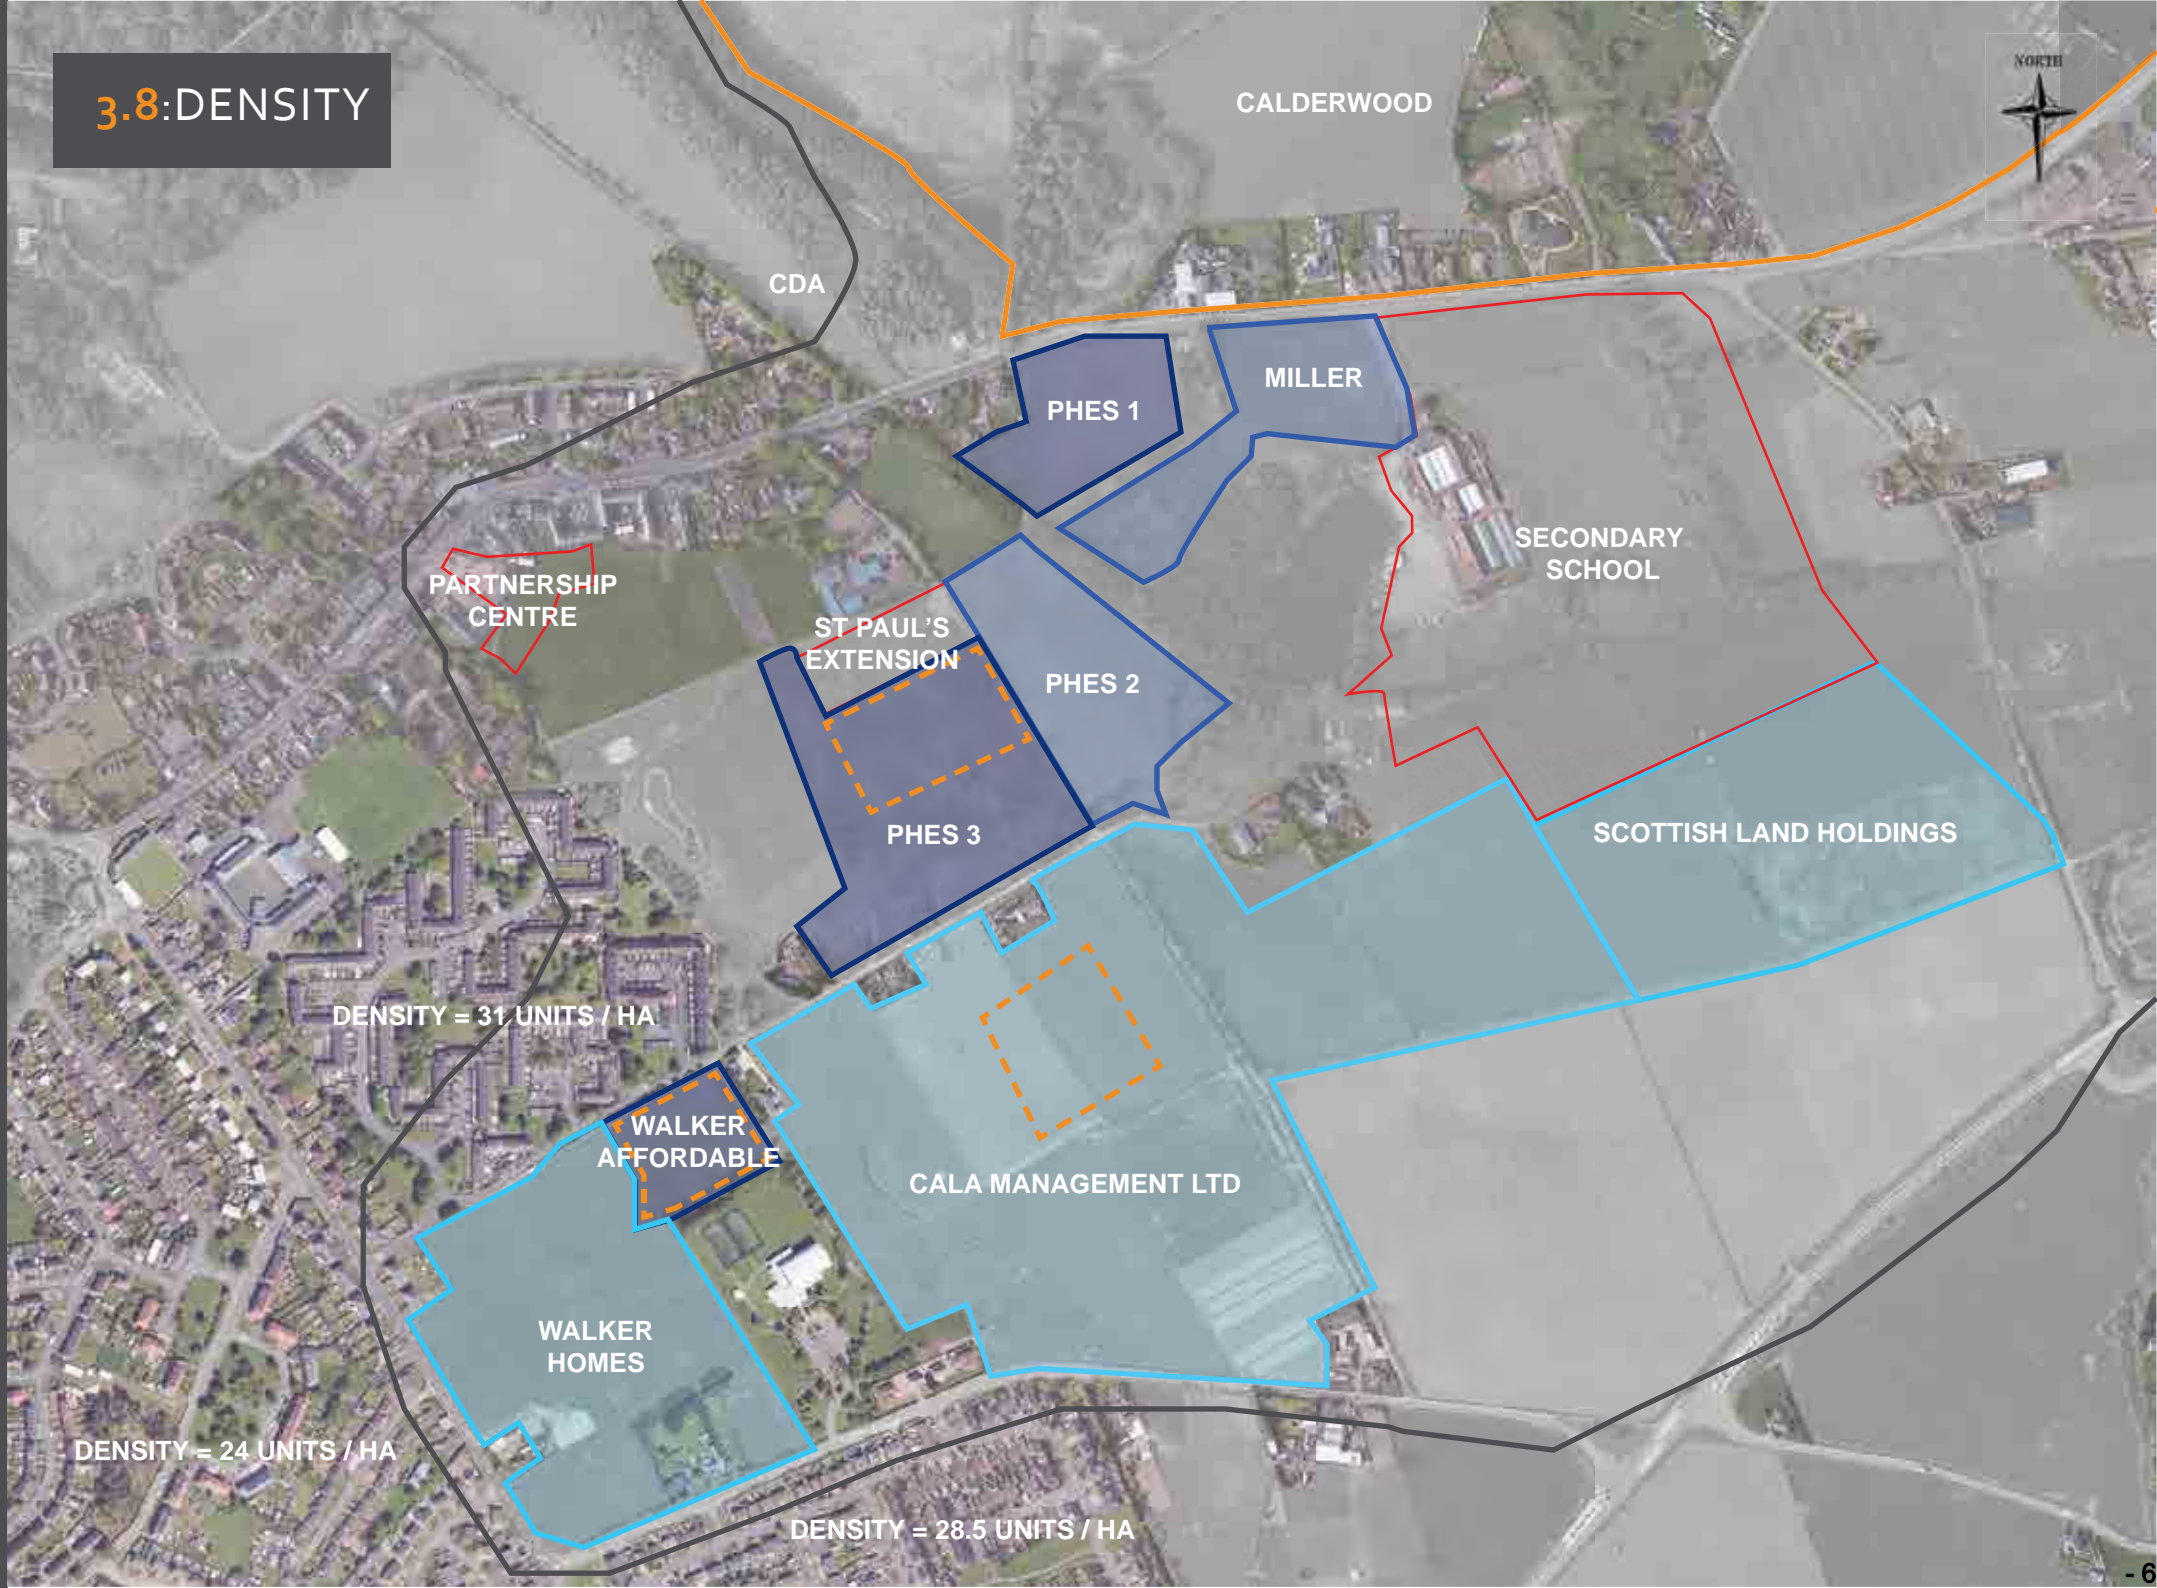 3.8:DENSITY
NORTH
CALDERWOOD
CDA
MILLER
PHES 1
SECONDARY
SCHOOL
PARTNERSHIP
CENTRE
ST PAUL'S
EXTENSION
PHES 2
PHES 3
SCOTTISH LAND HOLDINGS
DENSITY = 31 UNITS / HA
WALKER
AFFORDABLE
CALA MANAGEMENT LTD
WALKER
HOMES
DENSITY = 24 UNITS / HA
DENSITY = 28.5 UNITS / HA
- 6